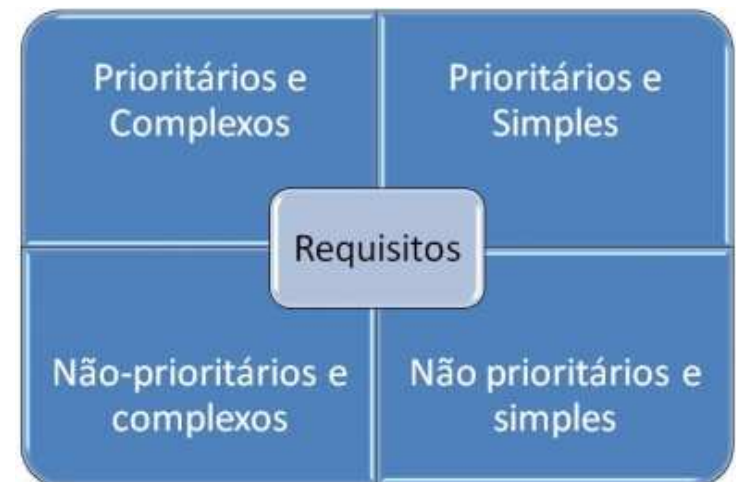 Prioritários e
Complexos
Prioritários e
Simples
Requisitos
Não-prioritários e
complexos
Não prioritários e
simples